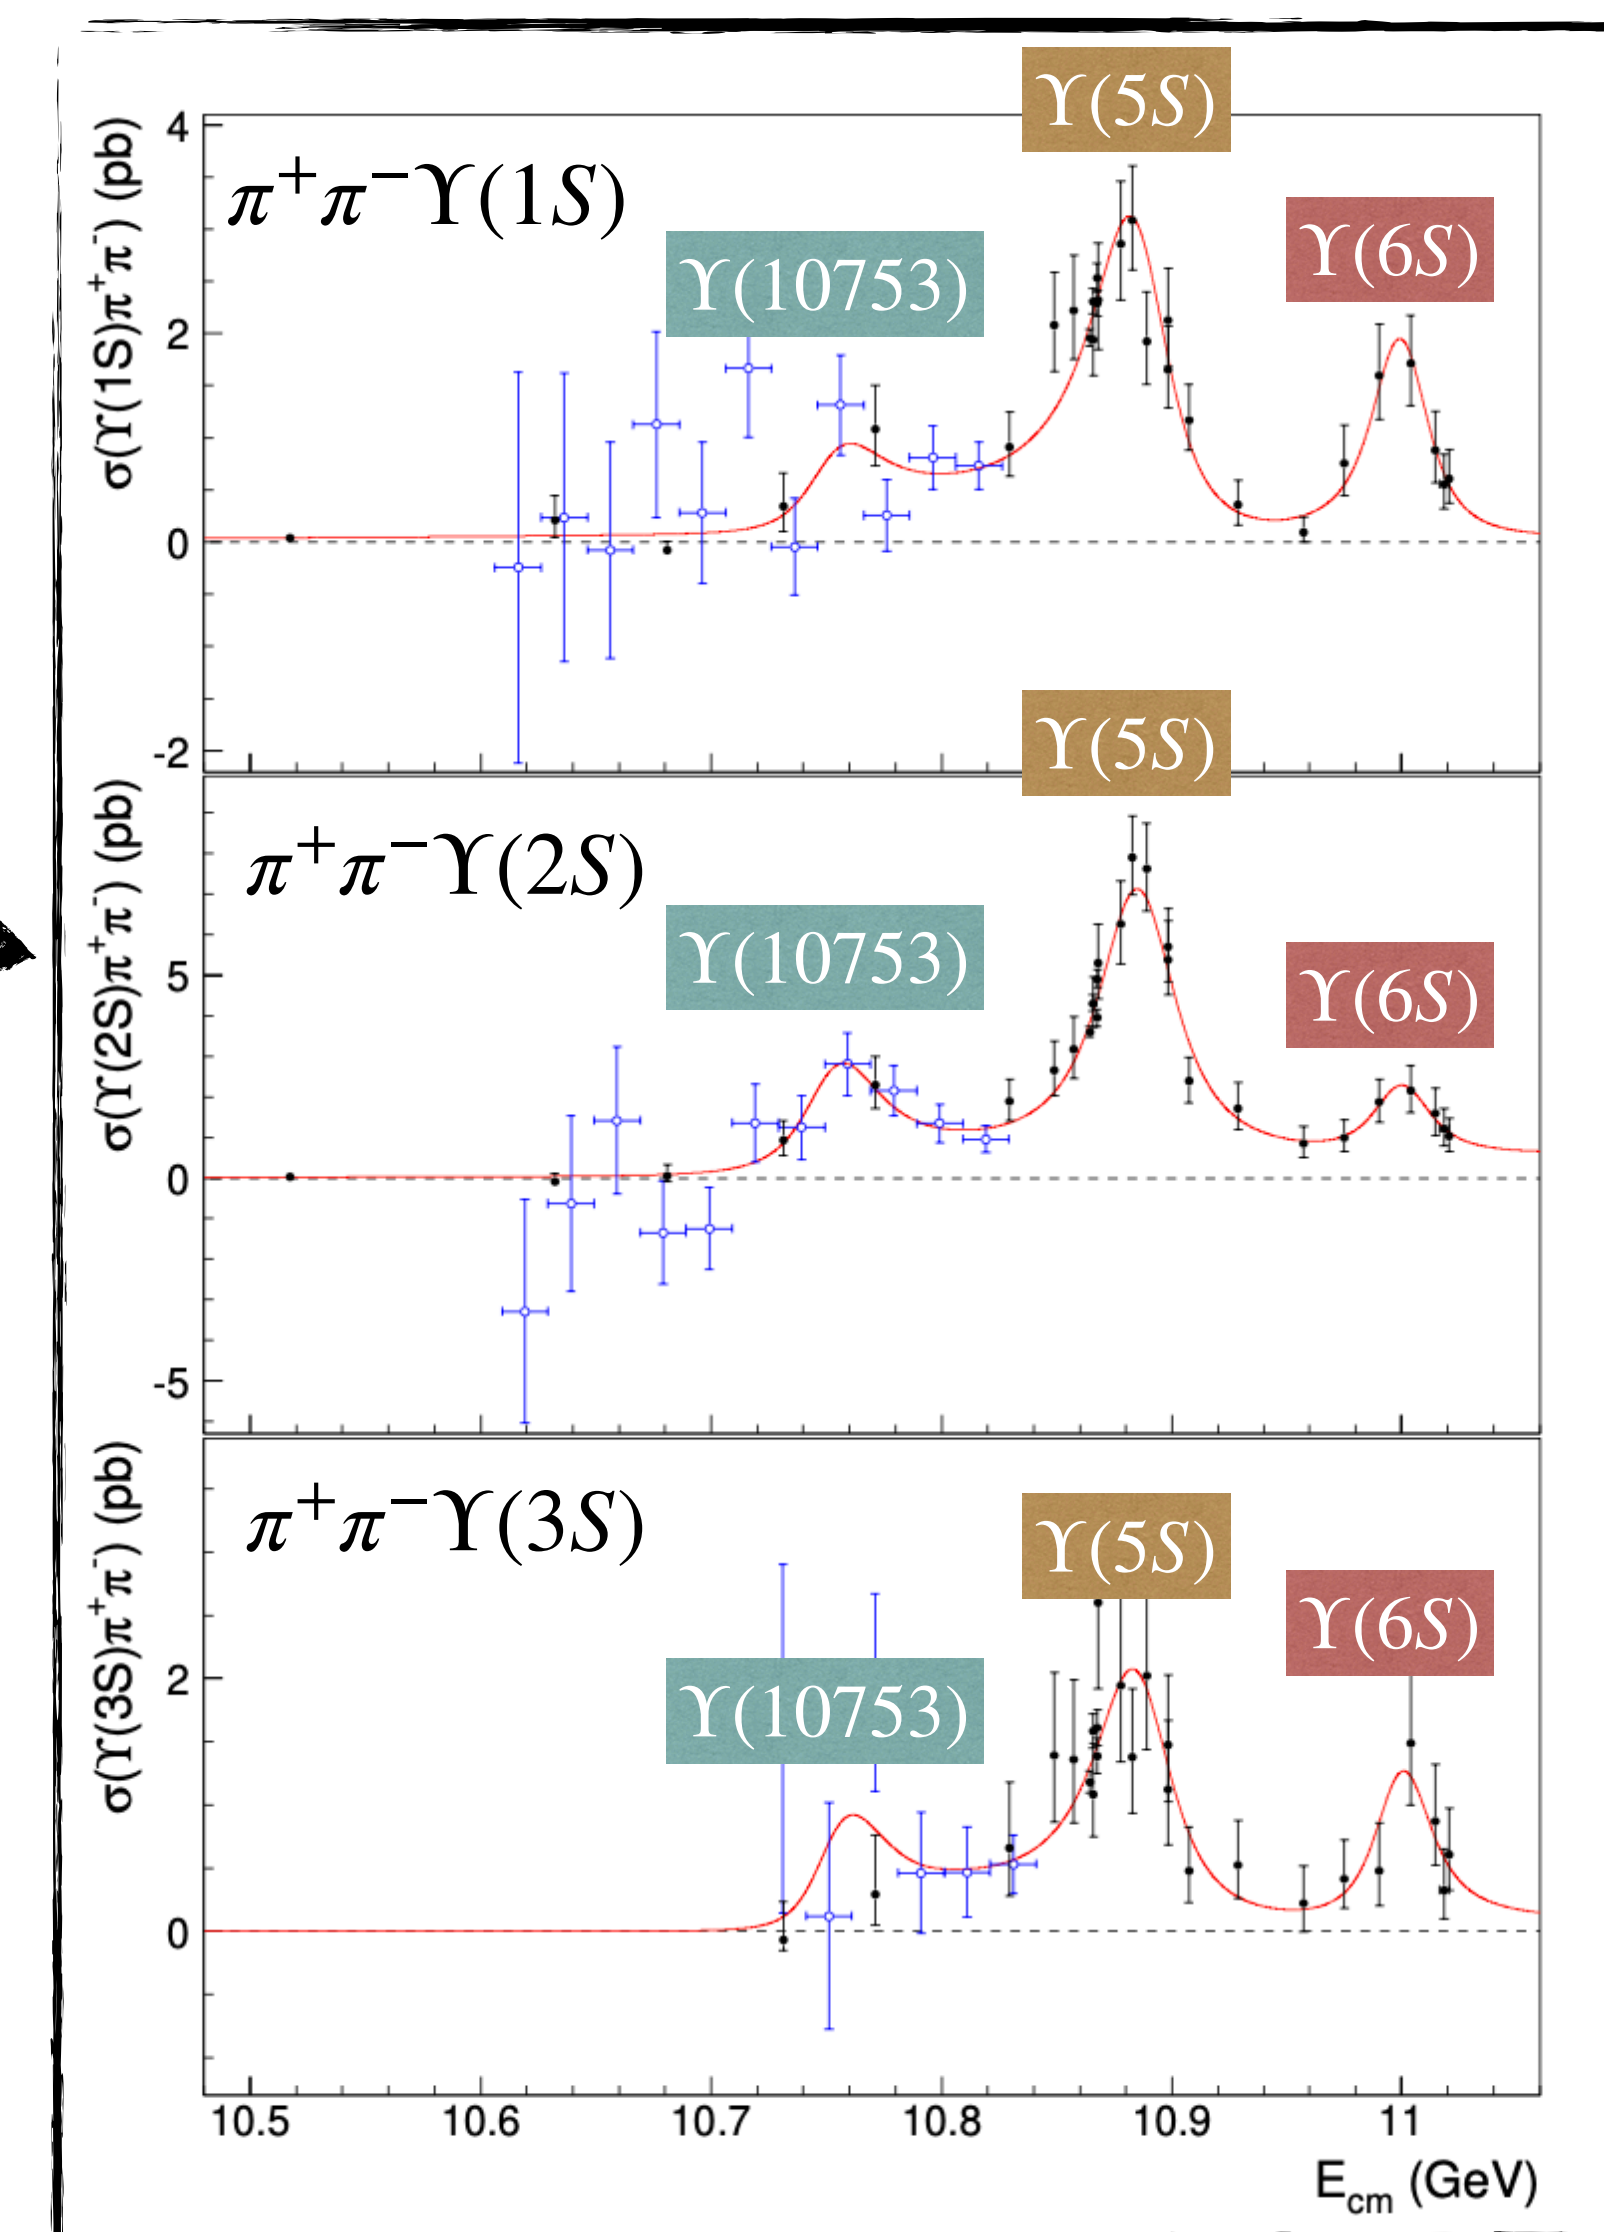 ϒ(5S)
4
π⁺π⁻ϒ(1S)
ϒ(6S)
ϒ(10753)
2
σ(ϒ(1S)π⁺π⁻) (pb)
0
-2
ϒ(5S)
π⁺π⁻ϒ(2S)
ϒ(10753)
ϒ(6S)
5
σ(ϒ(2S)π⁺π⁻) (pb)
0
-5
π⁺π⁻ϒ(3S)
ϒ(5S)
ϒ(6S)
2
ϒ(10753)
σ(ϒ(3S)π⁺π⁻) (pb)
0
10.5 10.6 10.7 10.8 10.9 11
E_cm (GeV)